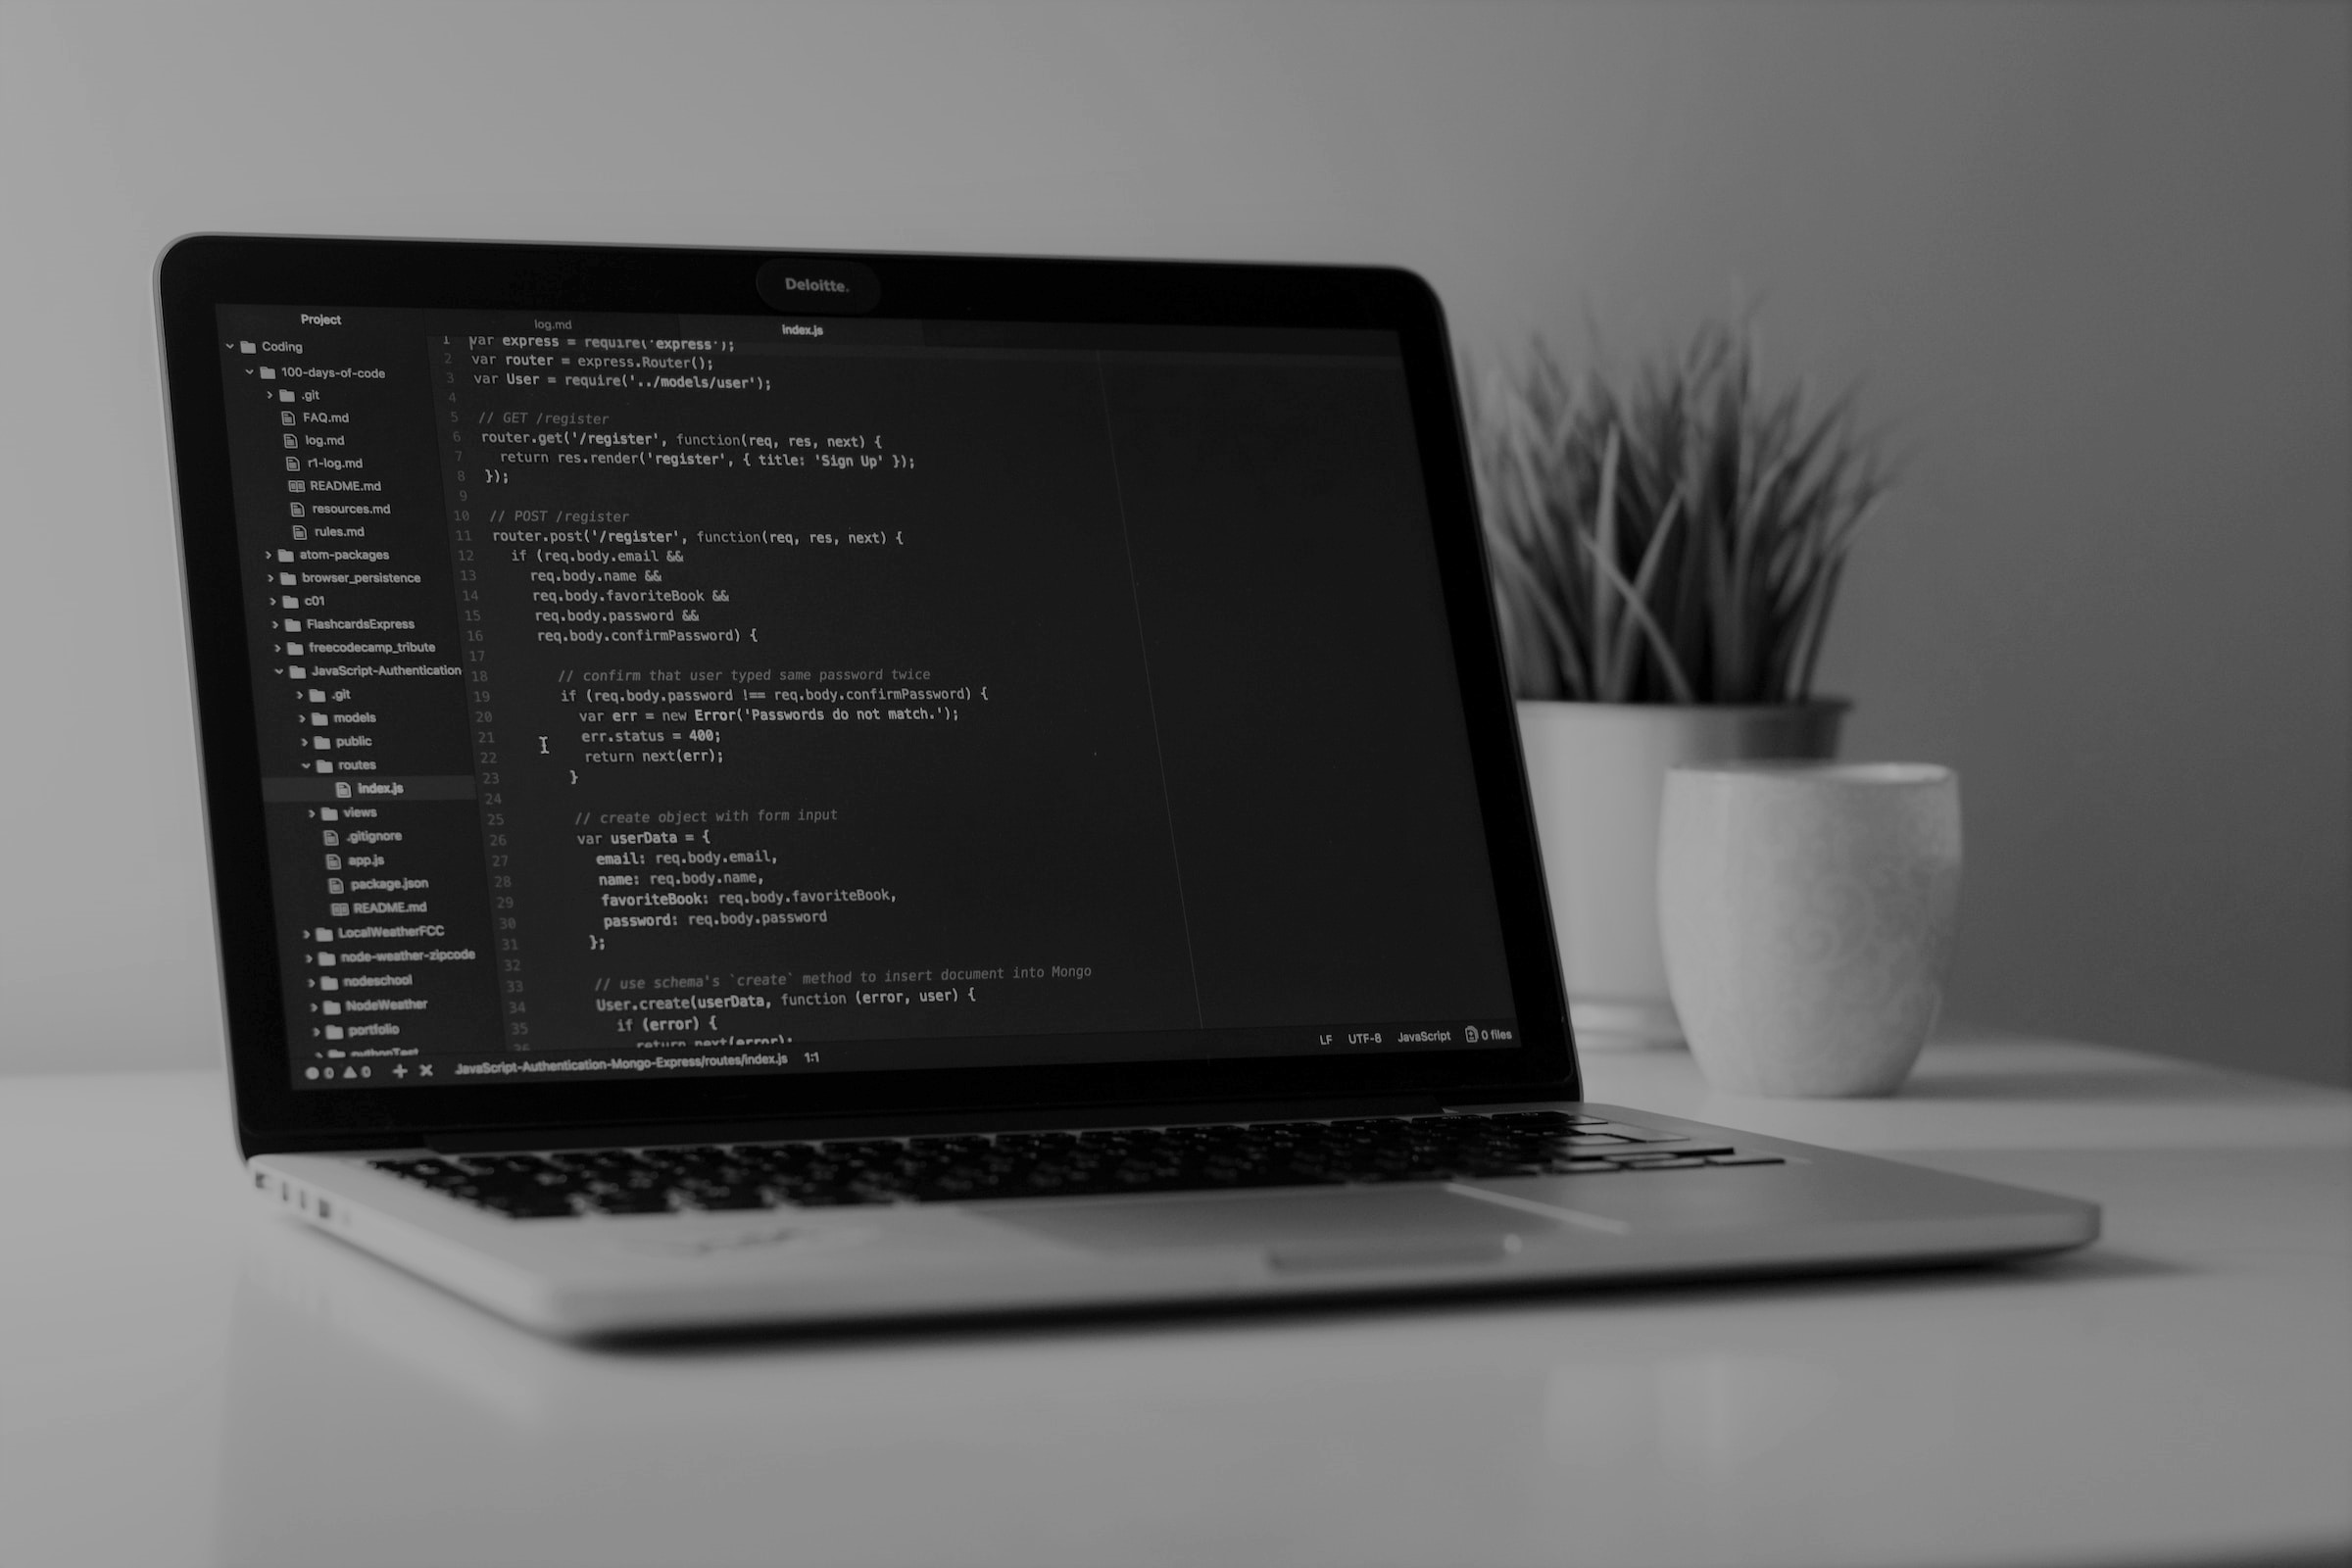 Deloitte.
Project
Coding
100-days-of-code
.git
FAQ.md
log.md
r1-log.md
README.md
resources.md
rules.md
atom-packages
browser_persistence
c01
FlashcardsExpress
freecodecamp_tribute
JavaScript-Authentication
.git
models
public
routes
index.js
views
.gitignore
app.js
package.json
README.md
LocalWeatherFCC
node-weather-zipcode
nodeschool
NodeWeather
portfolio
pythonTest
log.md
index.js
1 var express = require('express');
2 var router = express.Router();
3 var User = require('../models/user');
4
5 // GET /register
6 router.get('/register', function(req, res, next) {
7 return res.render('register', { title: 'Sign Up' });
8 });
9
10 // POST /register
11 router.post('/register', function(req, res, next) {
12 if (req.body.email &&
13 req.body.name &&
14 req.body.favoriteBook &&
15 req.body.password &&
16 req.body.confirmPassword) {
17
18 // confirm that user typed same password twice
19 if (req.body.password !== req.body.confirmPassword) {
20 var err = new Error('Passwords do not match.');
21 err.status = 400;
22 return next(err);
23 }
24
25 // create object with form input
26 var userData = {
27 email: req.body.email,
28 name: req.body.name,
29 favoriteBook: req.body.favoriteBook,
30 password: req.body.password
31 };
32
33 // use schema's `create` method to insert document into Mongo
34 User.create(userData, function (error, user) {
35 if (error) {
36 return next(error);
0 0 JavaScript-Authentication-Mongo-Express/routes/index.js 1:1 LF UTF-8 JavaScript 0 files